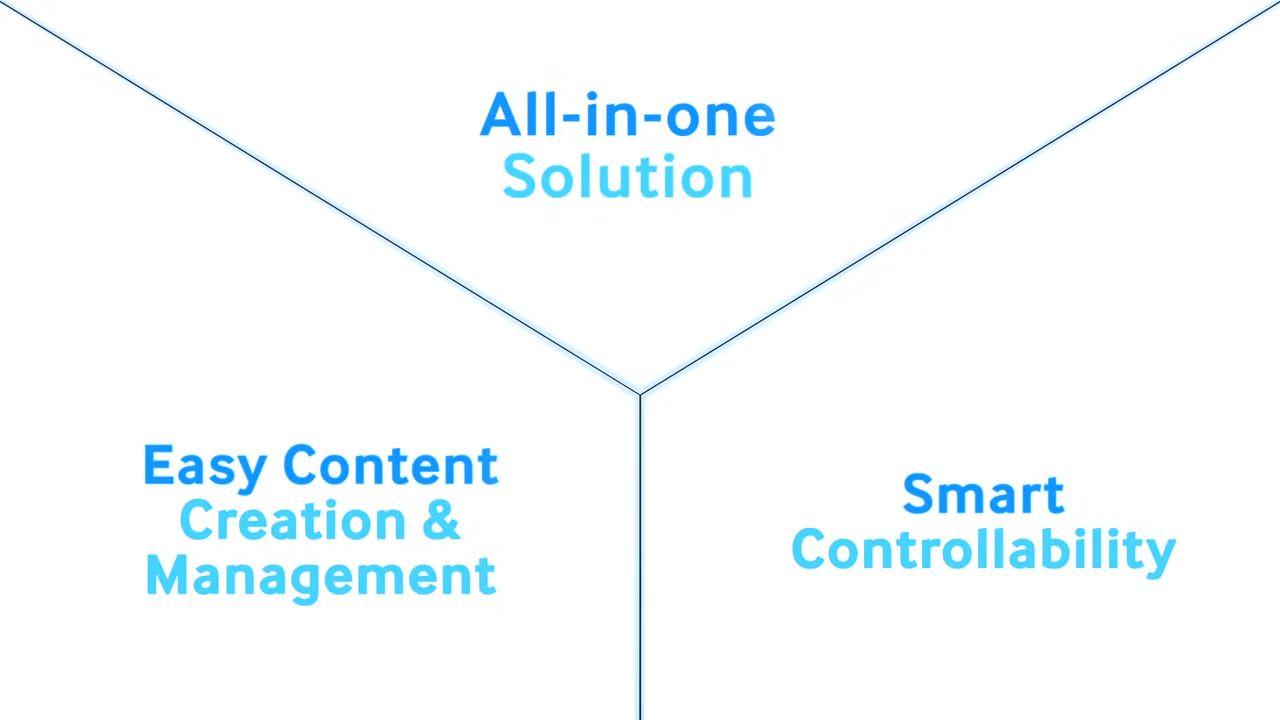 All-in-one
Solution
Easy Content
Creation &
Management
Smart
Controllability